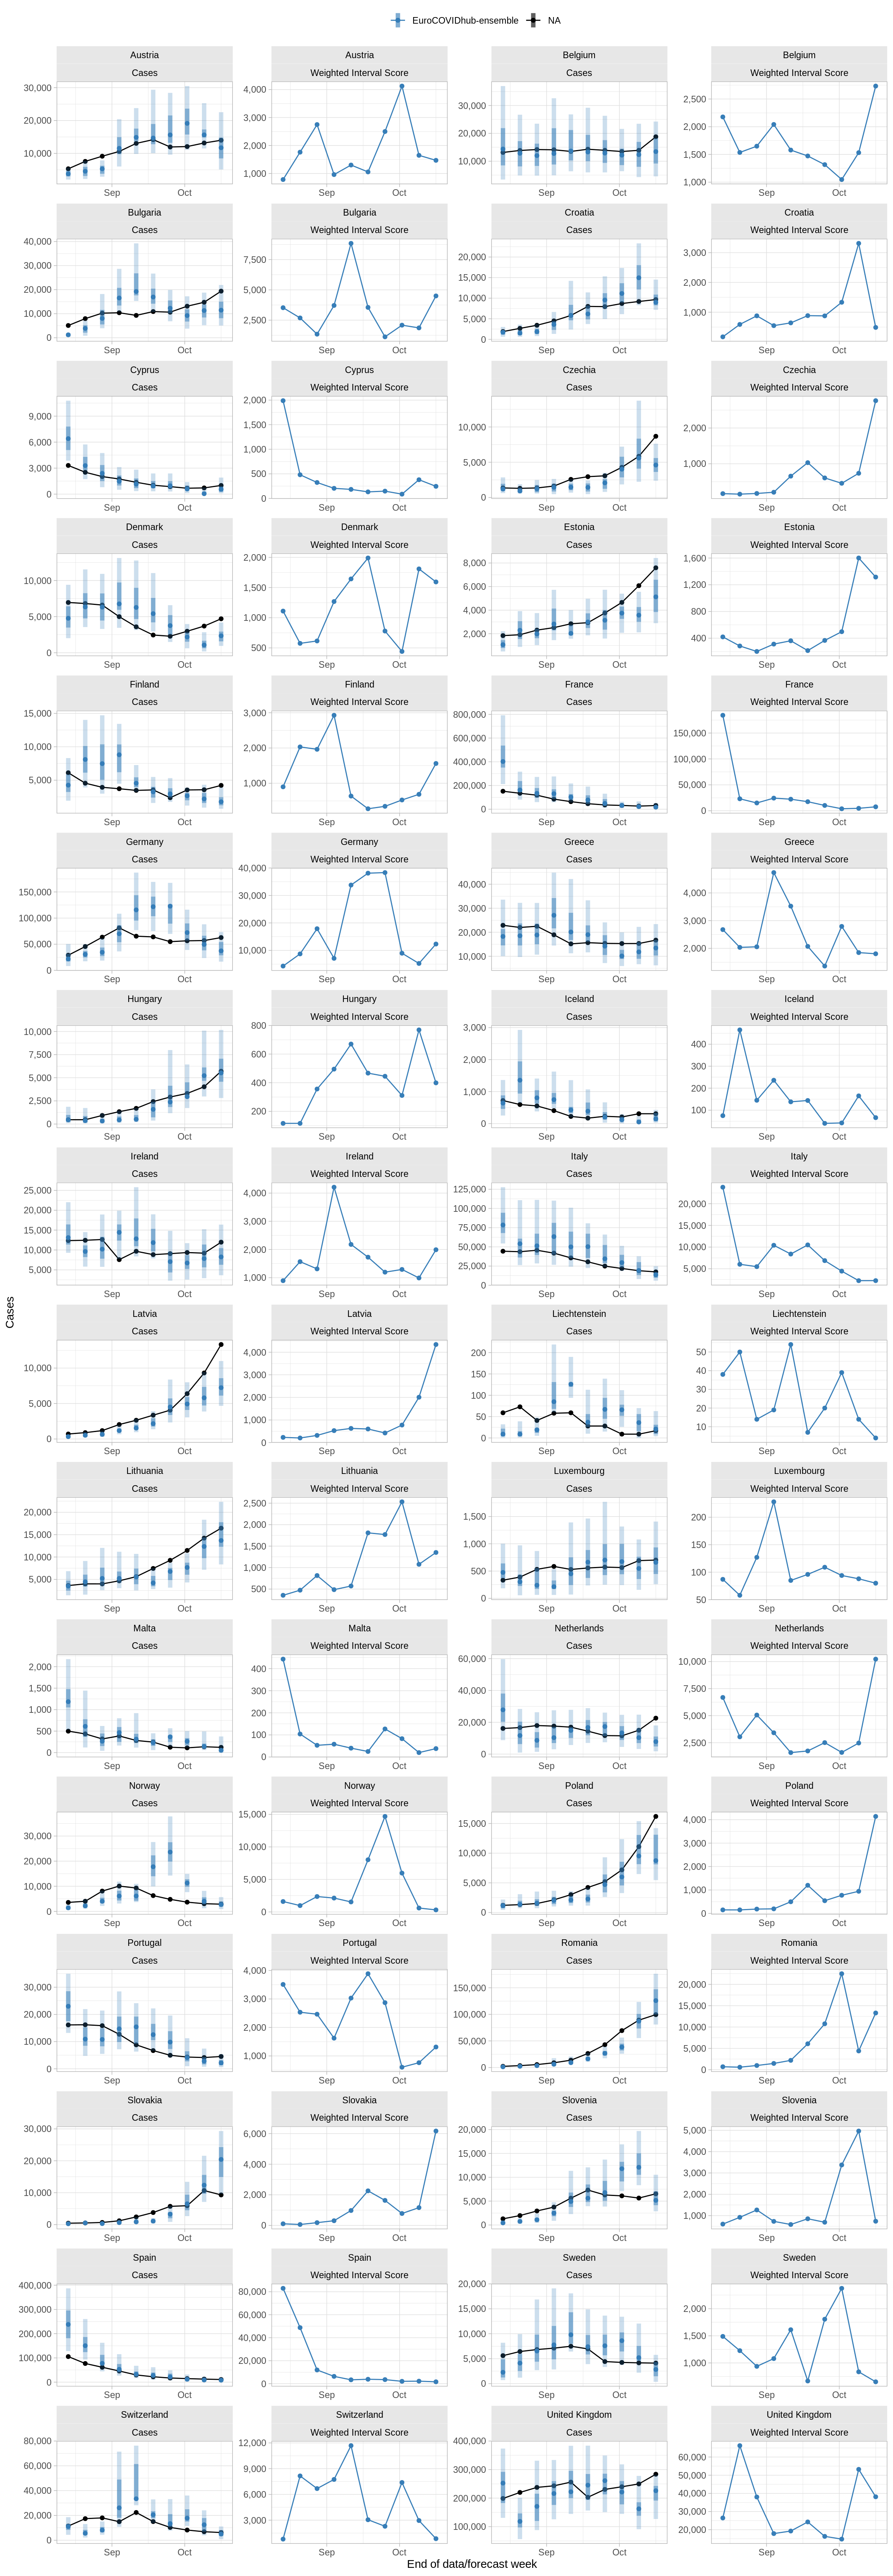 EuroCOVIDhub-ensemble NA
Austria Austria Belgium Belgium
Cases Weighted Interval Score Cases Weighted Interval Score
30,000 4,000 30,000 2,500
20,000 3,000 20,000 2,000
10,000 2,000 10,000 1,500
1,000 1,000
Sep Oct Sep Oct Sep Oct Sep Oct
Bulgaria Bulgaria Croatia Croatia
Cases Weighted Interval Score Cases Weighted Interval Score
40,000 7,500 20,000 3,000
30,000 5,000 15,000 2,000
20,000 2,500 10,000 1,000
10,000 5,000
0 0
Sep Oct Sep Oct Sep Oct Sep Oct
Cyprus Cyprus Czechia Czechia
Cases Weighted Interval Score Cases Weighted Interval Score
9,000 2,000 10,000 2,000
6,000 1,500 5,000 1,000
3,000 1,000 0
0 500
0
Sep Oct Sep Oct Sep Oct Sep Oct
Denmark Denmark Estonia Estonia
Cases Weighted Interval Score Cases Weighted Interval Score
10,000 2,000 8,000 1,600
5,000 1,500 6,000 1,200
0 1,000 4,000 800
500 2,000 400
Sep Oct Sep Oct Sep Oct Sep Oct
Finland Finland France France
Cases Weighted Interval Score Cases Weighted Interval Score
15,000 3,000 800,000 150,000
10,000 2,000 600,000 100,000
5,000 1,000 400,000 50,000
200,000 0
0
Sep Oct Sep Oct Sep Oct Sep Oct
Germany Germany Greece Greece
Cases Weighted Interval Score Cases Weighted Interval Score
150,000 40,000 40,000 4,000
100,000 30,000 30,000 3,000
50,000 20,000 20,000 2,000
0 10,000 10,000
Sep Oct Sep Oct Sep Oct Sep Oct
Hungary Hungary Iceland Iceland
Cases Weighted Interval Score Cases Weighted Interval Score
10,000 800 3,000 400
7,500 600 2,000 300
5,000 400 1,000 200
2,500 200 0 100
0
Sep Oct Sep Oct Sep Oct Sep Oct
Ireland Ireland Italy Italy
Cases Weighted Interval Score Cases Weighted Interval Score
25,000 4,000 125,000 20,000
20,000 3,000 100,000 15,000
15,000 2,000 75,000 10,000
10,000 1,000 50,000 5,000
5,000 25,000 0
0
Sep Oct Sep Oct Sep Oct Sep Oct
Cases
Latvia Latvia Liechtenstein Liechtenstein
Cases Weighted Interval Score Cases Weighted Interval Score
10,000 4,000 200 50
5,000 3,000 150 40
0 2,000 100 30
1,000 50 20
0 0 10
Sep Oct Sep Oct Sep Oct Sep Oct
Lithuania Lithuania Luxembourg Luxembourg
Cases Weighted Interval Score Cases Weighted Interval Score
20,000 2,500 1,500 200
15,000 2,000 1,000 150
10,000 1,500 500 100
5,000 1,000 0 50
500
Sep Oct Sep Oct Sep Oct Sep Oct
Malta Malta Netherlands Netherlands
Cases Weighted Interval Score Cases Weighted Interval Score
2,000 400 60,000 10,000
1,500 300 40,000 7,500
1,000 200 20,000 5,000
500 100 0 2,500
0 0
Sep Oct Sep Oct Sep Oct Sep Oct
Norway Norway Poland Poland
Cases Weighted Interval Score Cases Weighted Interval Score
30,000 15,000 15,000 4,000
20,000 10,000 10,000 3,000
10,000 5,000 5,000 2,000
0 0 0 1,000
0
Sep Oct Sep Oct Sep Oct Sep Oct
Portugal Portugal Romania Romania
Cases Weighted Interval Score Cases Weighted Interval Score
30,000 4,000 150,000 20,000
20,000 3,000 100,000 15,000
10,000 2,000 50,000 10,000
0 1,000 0 5,000
0
Sep Oct Sep Oct Sep Oct Sep Oct
Slovakia Slovakia Slovenia Slovenia
Cases Weighted Interval Score Cases Weighted Interval Score
30,000 6,000 20,000 5,000
20,000 4,000 15,000 4,000
10,000 2,000 10,000 3,000
0 0 5,000 2,000
0 1,000
Sep Oct Sep Oct Sep Oct Sep Oct
Spain Spain Sweden Sweden
Cases Weighted Interval Score Cases Weighted Interval Score
400,000 80,000 20,000 2,000
300,000 60,000 15,000 1,500
200,000 40,000 10,000 1,000
100,000 20,000 5,000
0 0 0
Sep Oct Sep Oct Sep Oct Sep Oct
Switzerland Switzerland United Kingdom United Kingdom
Cases Weighted Interval Score Cases Weighted Interval Score
80,000 12,000 400,000 60,000
60,000 9,000 300,000 50,000
40,000 6,000 200,000 40,000
20,000 3,000 100,000 30,000
0 20,000
Sep Oct Sep Oct Sep Oct Sep Oct
End of data/forecast week